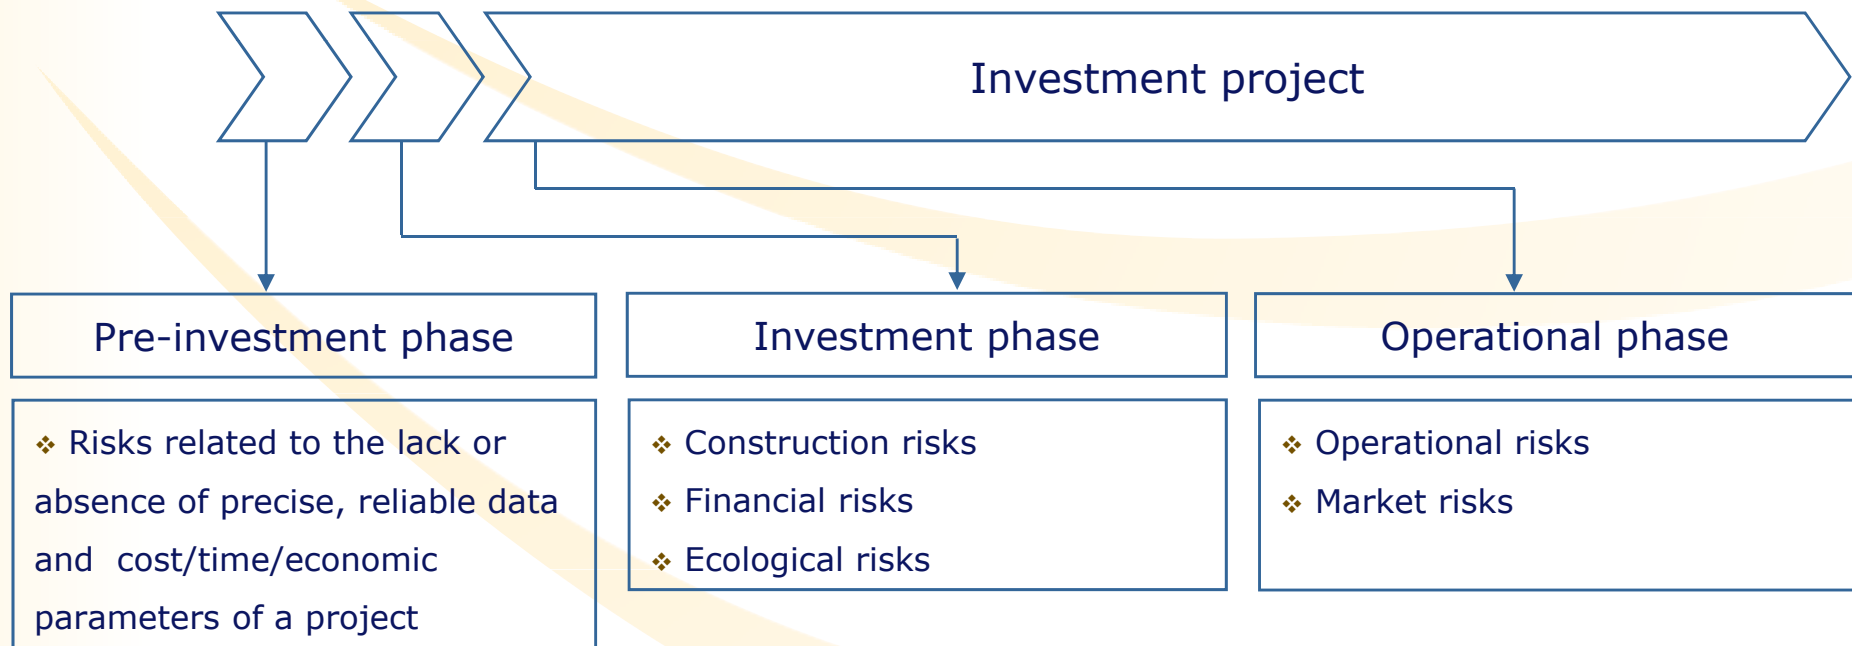 Investment project
Pre-investment phase
Investment phase
Operational phase
❖ Risks related to the lack or
absence of precise, reliable data
and cost/time/economic
parameters of a project
❖ Construction risks
❖ Financial risks
❖ Ecological risks
❖ Operational risks
❖ Market risks